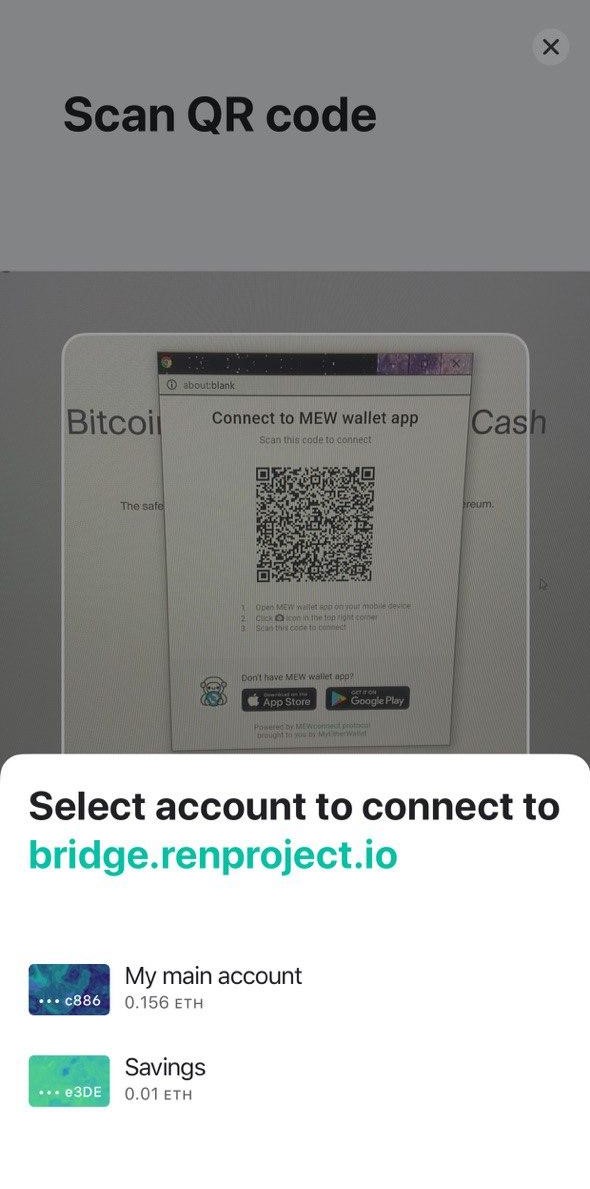 Scan QR code
about:blank
Bitcoin
Connect to MEW wallet app
Cash
Scan this code to connect
The safe
ereum.
1. Open MEW wallet app on your mobile device
2. Click icon in the top right corner
3. Scan this code to connect
Don't have MEW wallet app?
Download on the
App Store
GET IT ON
Google Play
Powered by MEWconnect protocol
brought to you by MyEtherWallet
Select account to connect to
bridge.renproject.io
My main account
••• c886
0.156 ETH
Savings
••• e3DE
0.01 ETH